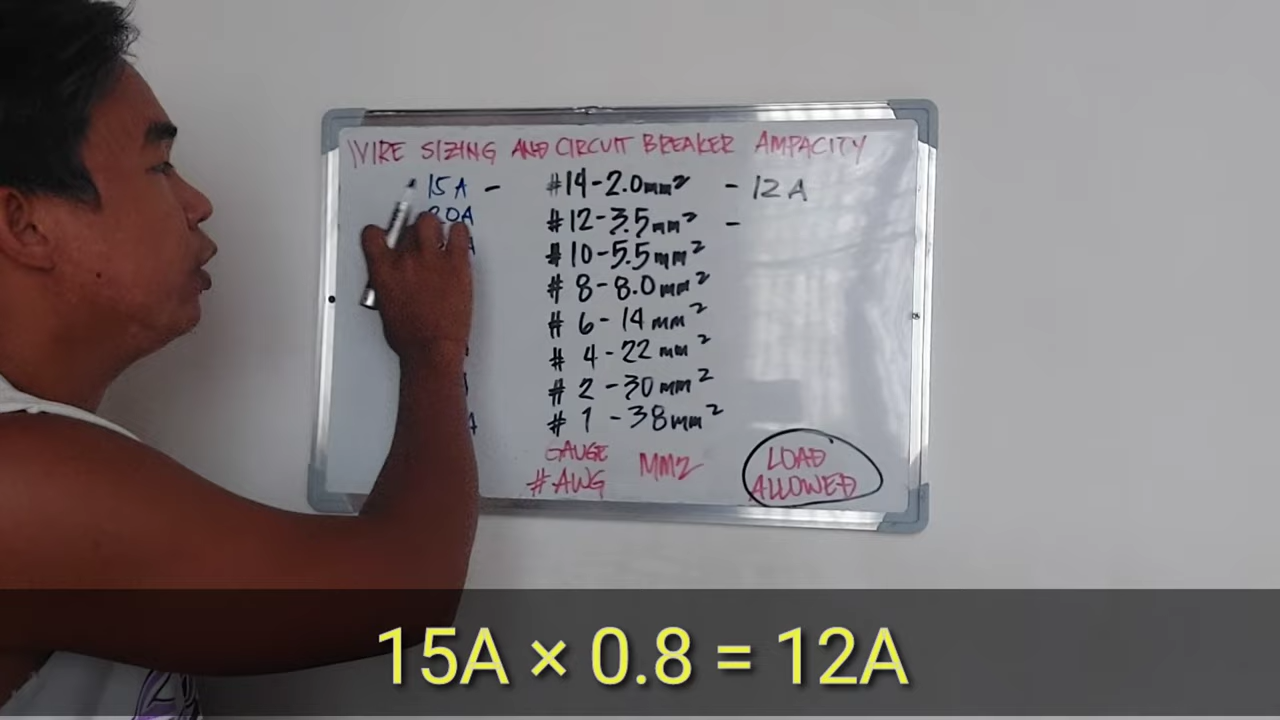 WIRE SIZING AND CIRCUIT BREAKER AMPACITY
15A - #14-2.0mm² - 12A
20A #12-3.5mm² -
A #10-5.5mm²
# 8-8.0mm²
# 6-14mm²
# 4-22mm²
# 2-30mm²
A # 1-38mm²
GAUGE MM2 LOAD
#AWG ALLOWED
15A × 0.8 = 12A